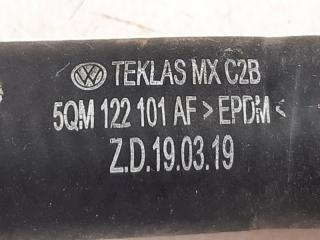 TEKLAS MX C2B
5QM 122 101 AF > EPDM <
Z.D.19.03.19